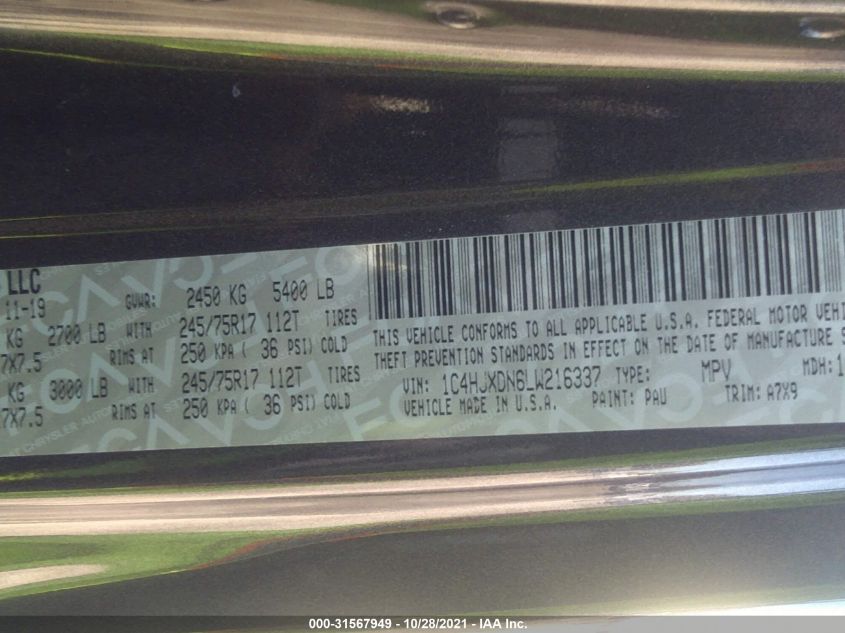 LLC
11-19 GVWR: 2450 KG 5400 LB
KG 2700 LB WITH 245/75R17 112T TIRES
7X7.5 RIMS AT 250 KPA ( 36 PSI) COLD
KG 3000 LB WITH 245/75R17 112T TIRES
7X7.5 RIMS AT 250 KPA ( 36 PSI) COLD
THIS VEHICLE CONFORMS TO ALL APPLICABLE U.S.A. FEDERAL MOTOR VEHI
THEFT PREVENTION STANDARDS IN EFFECT ON THE DATE OF MANUFACTURE S
VIN: 1C4HJXDN6LW216337 TYPE: MPV MDH: 1
VEHICLE MADE IN U.S.A. PAINT: PAU TRIM: A7X9
000-31567949 | 10/28/2021 - IAA Inc.